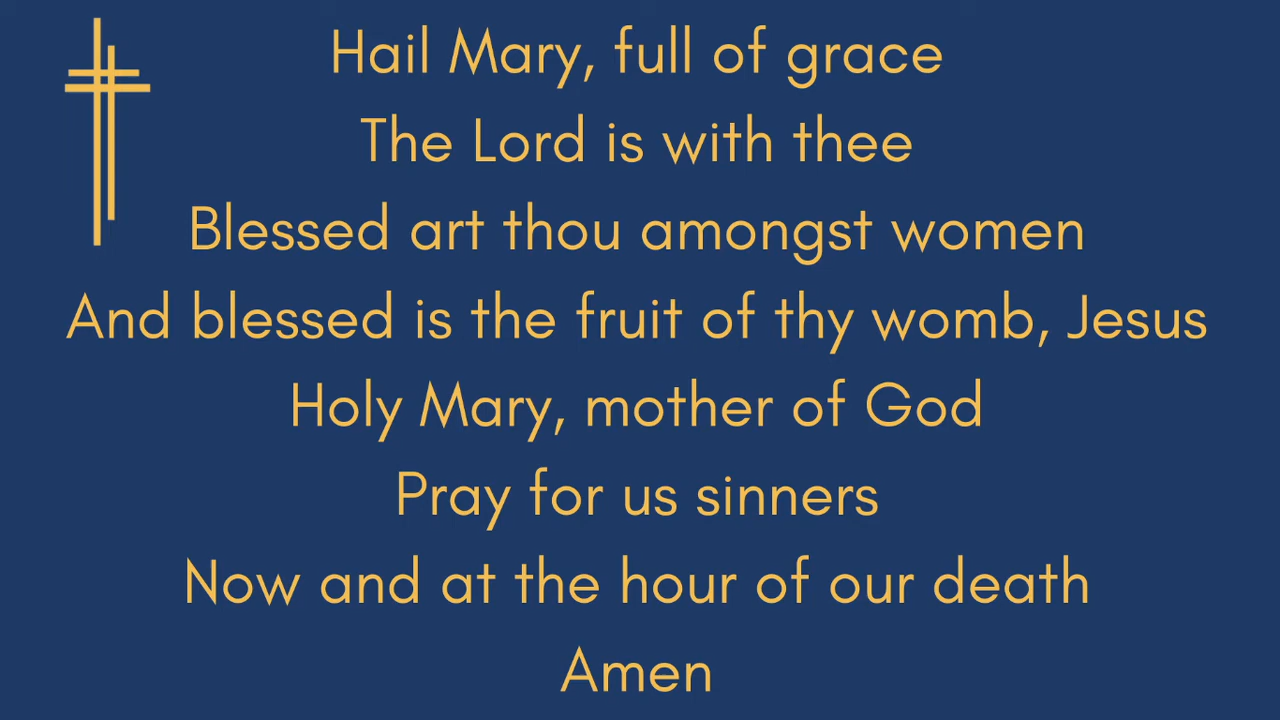 Hail Mary, full of grace
The Lord is with thee
Blessed art thou amongst women
And blessed is the fruit of thy womb, Jesus
Holy Mary, mother of God
Pray for us sinners
Now and at the hour of our death
Amen